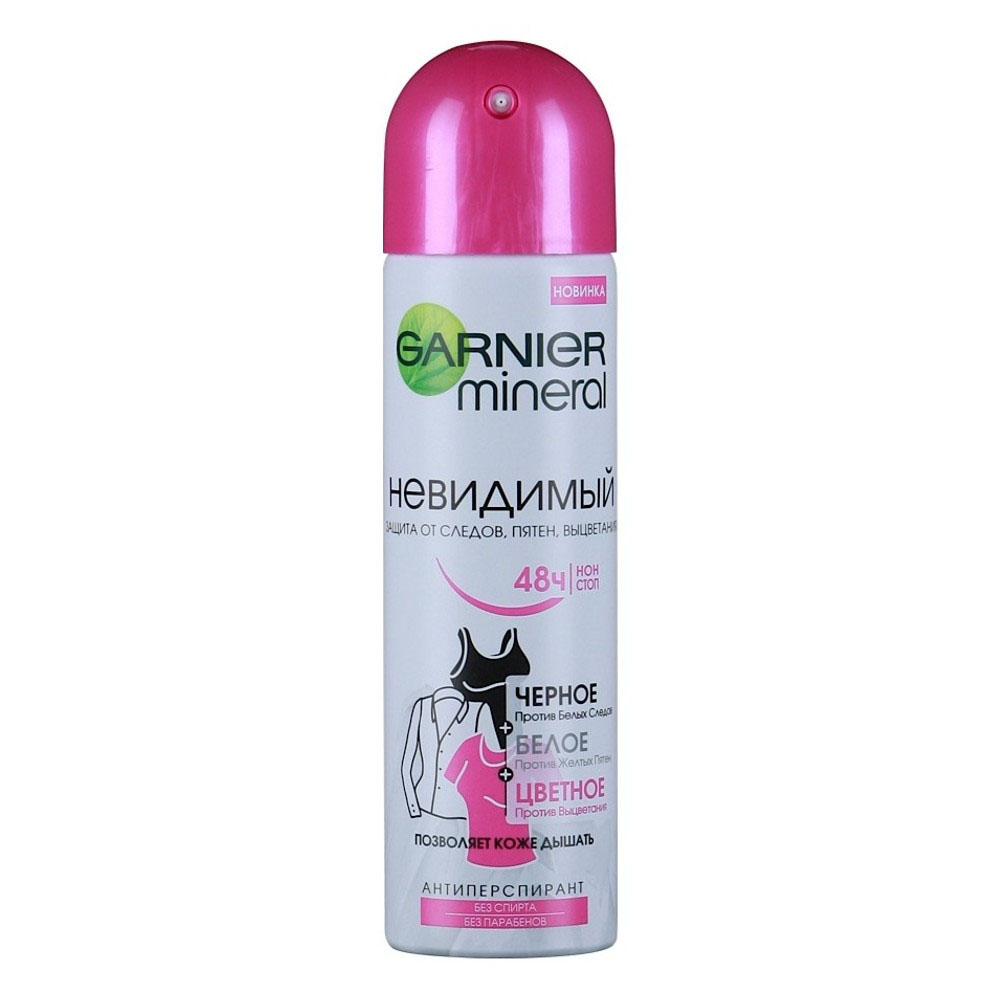 НОВИНКА
GARNIER
mineral
невидимый
ЗАЩИТА ОТ СЛЕДОВ, ПЯТЕН, ВЫЦВЕТАНИЯ
48ч НОН
СТОП
ЧЕРНОЕ
Против Белых Следов
+
БЕЛОЕ
Против Желтых Пятен
+
ЦВЕТНОЕ
Против Выцветания
ПОЗВОЛЯЕТ КОЖЕ ДЫШАТЬ
АНТИПЕРСПИРАНТ
БЕЗ СПИРТА
БЕЗ ПАРАБЕНОВ